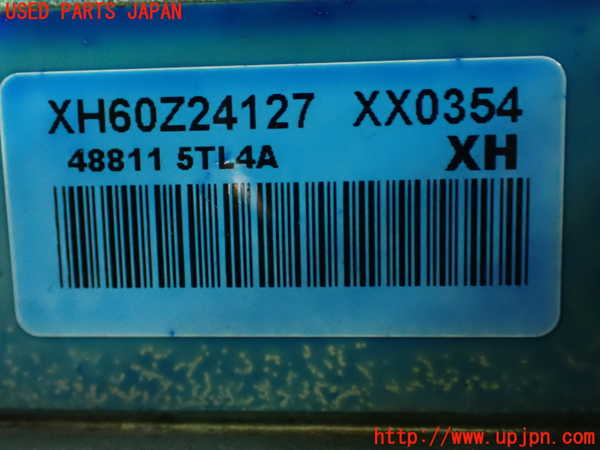 USED PARTS JAPAN
XH60Z24127 XX0354
48811 5TL4A XH
http://www.upjpn.com/